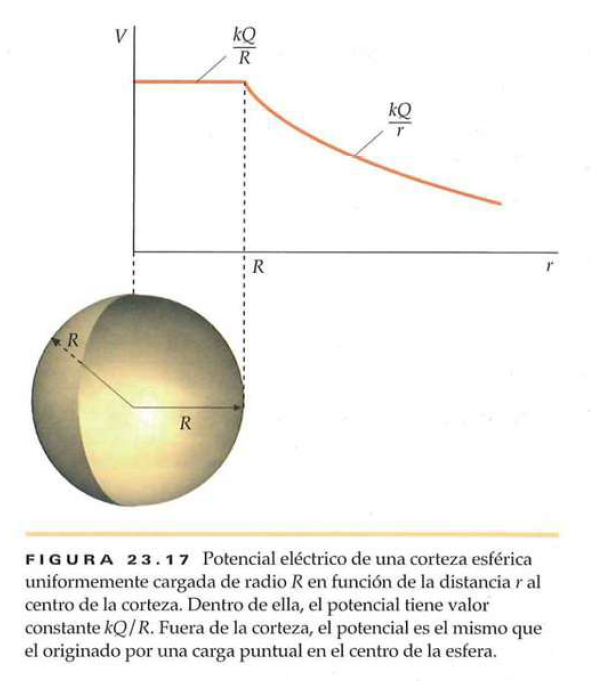 V
kQ
R
kQ
r
R
r
R
R
FIGURA 23.17 Potencial eléctrico de una corteza esférica
uniformemente cargada de radio R en función de la distancia r al
centro de la corteza. Dentro de ella, el potencial tiene valor
constante kQ/R. Fuera de la corteza, el potencial es el mismo que
el originado por una carga puntual en el centro de la esfera.